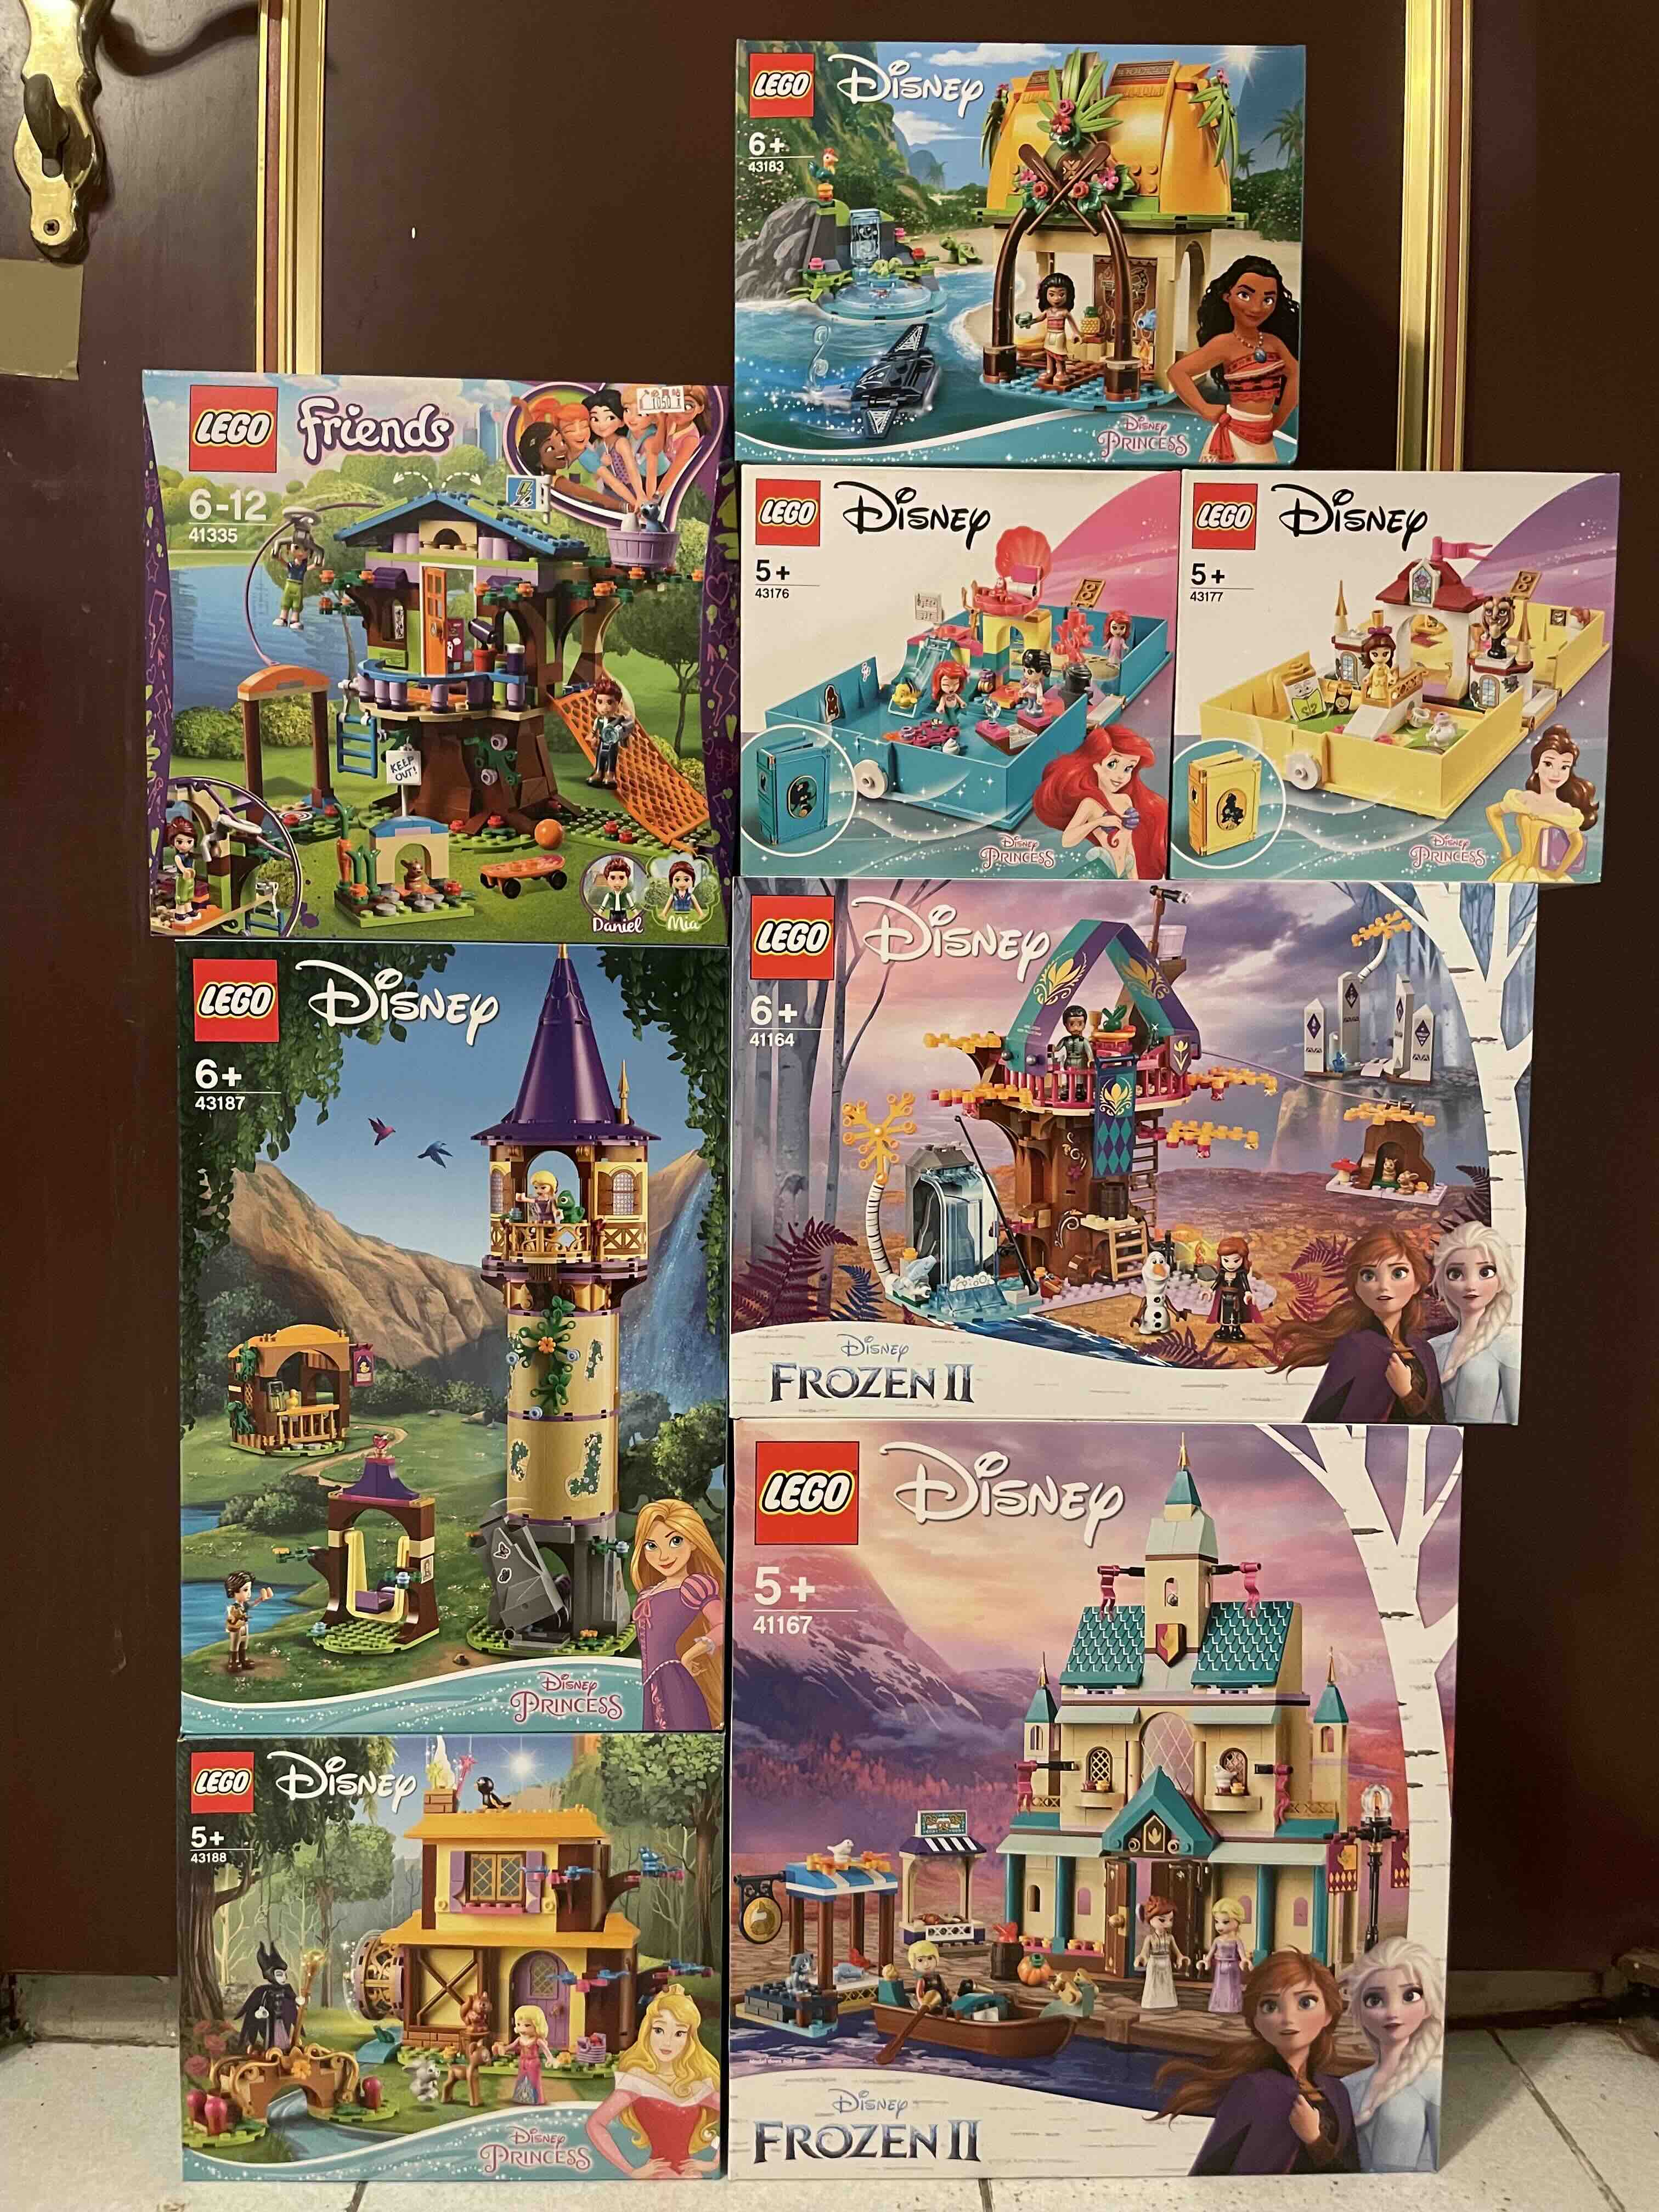 LEGO Disney
6+
43183
Disney
PRINCESS
LEGO friends
6-12
41335
KEEP
OUT!
Daniel Mia
LEGO Disney
5+
43176
Disney
PRINCESS
LEGO Disney
5+
43177
Disney
PRINCESS
LEGO Disney
6+
43187
Disney
PRINCESS
LEGO Disney
6+
41164
Disney
FROZEN II
LEGO Disney
5+
43188
Disney
PRINCESS
LEGO Disney
5+
41167
Disney
FROZEN II